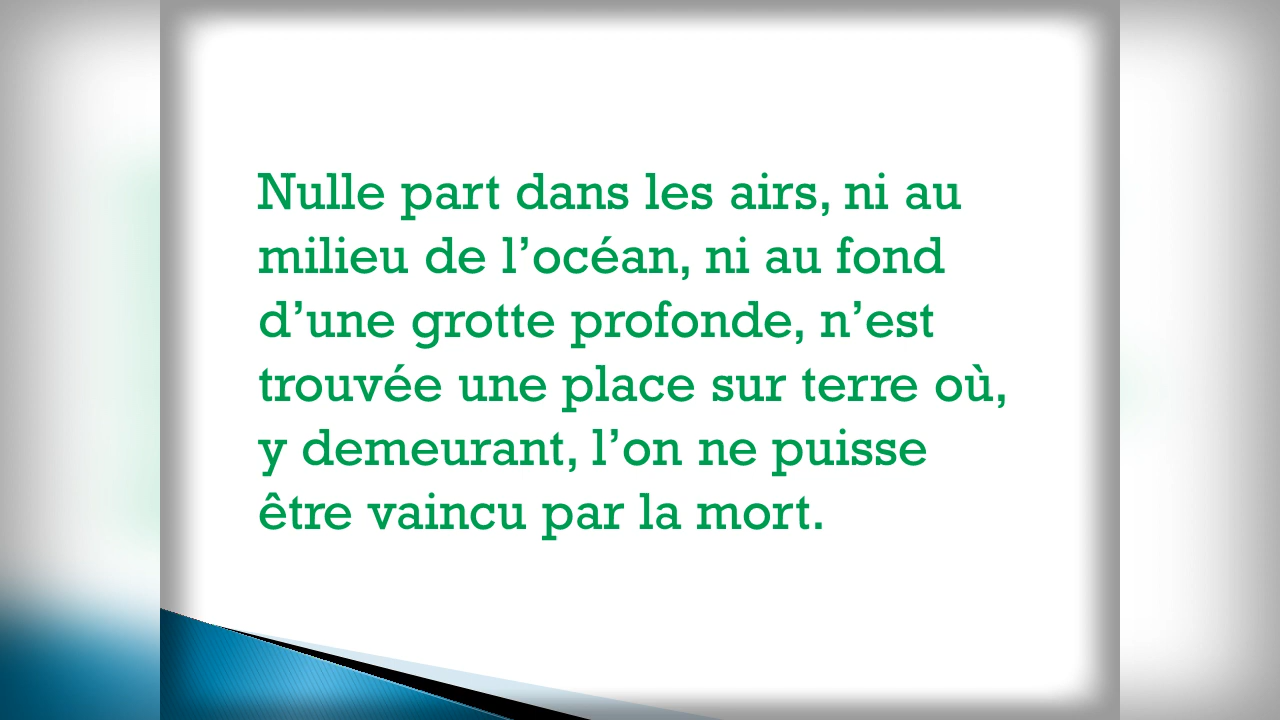 Nulle part dans les airs, ni au
milieu de l’océan, ni au fond
d’une grotte profonde, n’est
trouvée une place sur terre où,
y demeurant, l’on ne puisse
être vaincu par la mort.